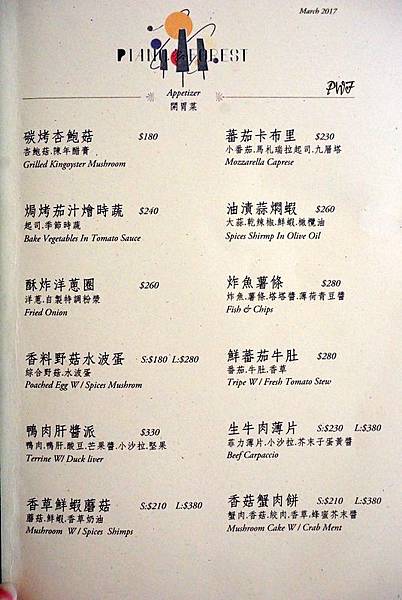 March 2017
PIANO FOREST
PWF
Appetizer
開胃菜
碳烤杏鮑菇 $180
杏鮑菇.陳年醋膏
Grilled Kingoyster Mushroom
焗烤茄汁燴時蔬 $240
起司.季節時蔬
Bake Vegetables In Tomato Sauce
酥炸洋蔥圈 $260
洋蔥.自製特調粉漿
Fried Onion
香料野菇水波蛋 S:$180 L:$280
綜合野菇.水波蛋
Poached Egg W / Spices Mushrom
鴨肉肝醬派 $330
鴨肉.鴨肝.酸豆.芒果醬.小沙拉.堅果
Terrine W/ Duck liver
香草鮮蝦蘑菇 S:$210 L:$380
蘑菇.鮮蝦.香草奶油
Mushroom W / Spices Shimps
蕃茄卡布里 $230
小番茄.馬札瑞拉起司.九層塔
Mozzarella Caprese
油漬蒜燜蝦 $260
大蒜.乾辣椒.鮮蝦.橄欖油
Spices Shirmp In Olive Oil
炸魚薯條 $280
炸魚.薯條.塔塔醬.薄荷青豆醬
Fish & Chips
鮮蕃茄牛肚 $280
番茄.牛肚.香草
Tripe W / Fresh Tomato Stew
生牛肉薄片 S:$230 L:$380
菲力薄片.小沙拉.芥末子蛋黃醬
Beef Carpaccio
香菇蟹肉餅 S:$210 L:$380
蟹肉.香菇.絞肉.香草.蜂蜜芥末醬
Mushroom Cake W / Crab Ment